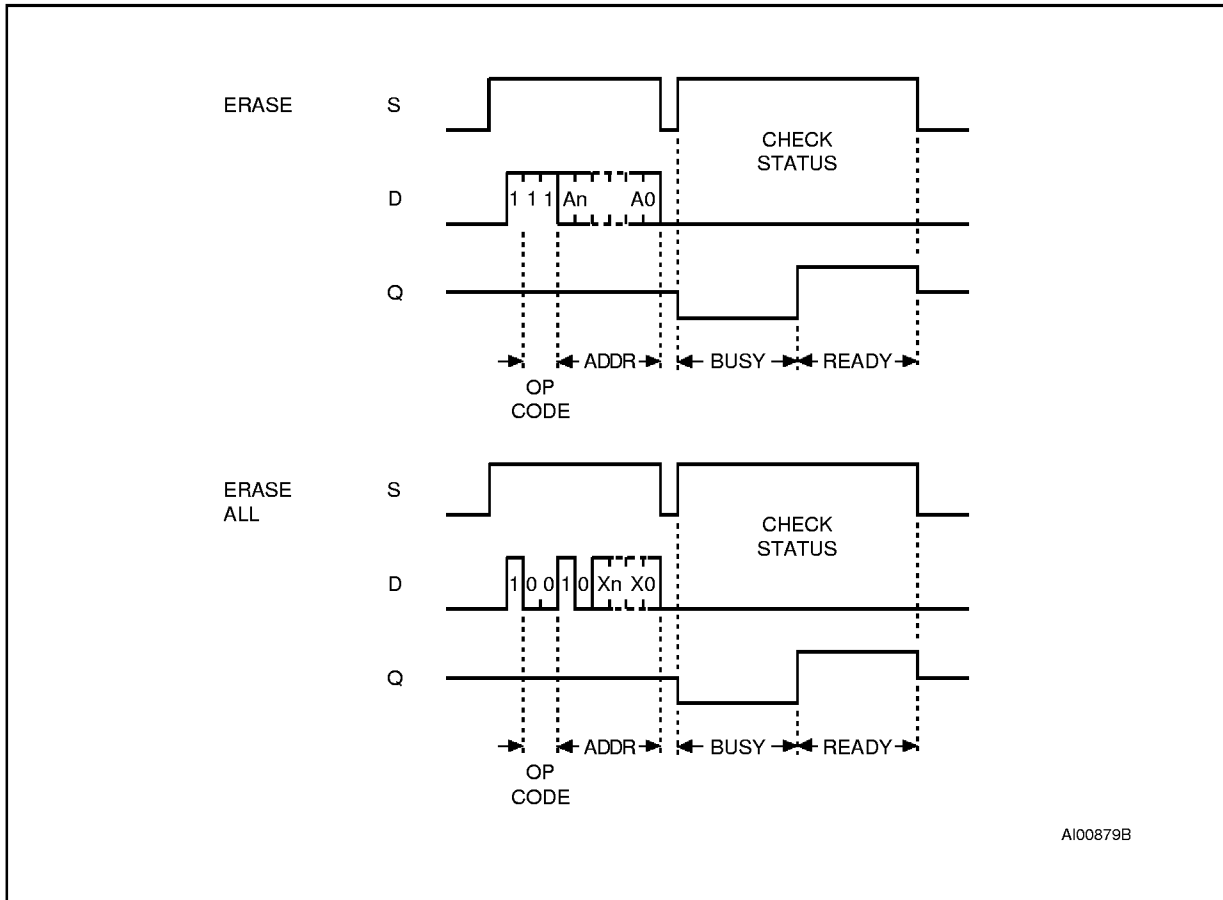 ERASE S
CHECK
STATUS
D 1 1 1 An A0
Q
ADDR BUSY READY
OP
CODE
ERASE
ALL
S
CHECK
STATUS
D 1 0 0 1 0 Xn X0
Q
ADDR BUSY READY
OP
CODE
AI00879B